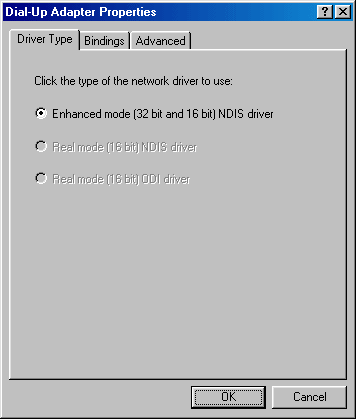 Dial-Up Adapter Properties
Driver Type Bindings Advanced
Click the type of the network driver to use:
Enhanced mode (32 bit and 16 bit) NDIS driver
Real mode (16 bit) NDIS driver
Real mode (16 bit) ODI driver
OK Cancel